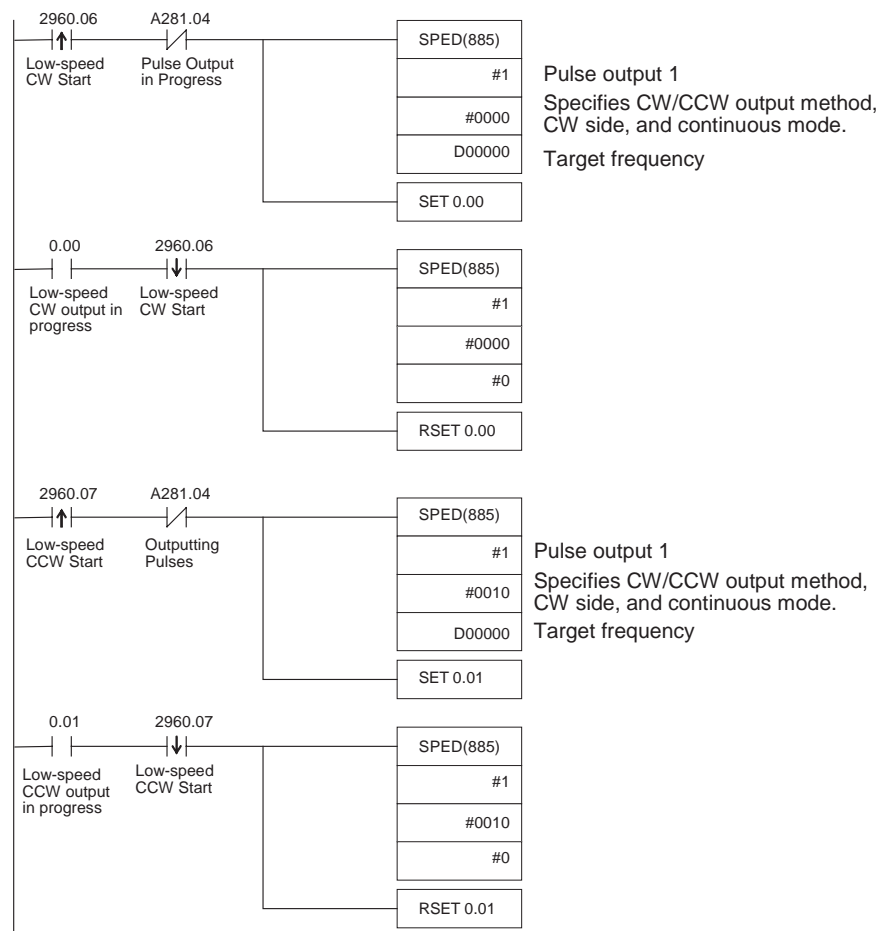 2960.06 A281.04
SPED(885)
Low-speed
CW Start
Pulse Output
in Progress
#1 Pulse output 1
#0000 Specifies CW/CCW output method,
CW side, and continuous mode.
D00000 Target frequency
SET 0.00
0.00 2960.06
SPED(885)
Low-speed
CW output in
progress
Low-speed
CW Start
#1
#0000
#0
RSET 0.00
2960.07 A281.04
SPED(885)
Low-speed
CCW Start
Outputting
Pulses
#1 Pulse output 1
#0010 Specifies CW/CCW output method,
CW side, and continuous mode.
D00000 Target frequency
SET 0.01
0.01 2960.07
SPED(885)
Low-speed
CCW output
in progress
Low-speed
CCW Start
#1
#0010
#0
RSET 0.01